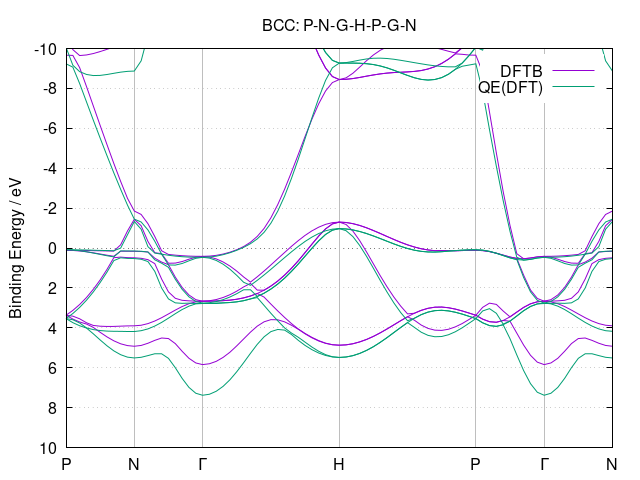 BCC: P-N-G-H-P-G-N
-10
-8
-6
-4
-2
0
2
4
6
8
10
Binding Energy / eV
DFTB
QE(DFT)
P N Γ H P Γ N